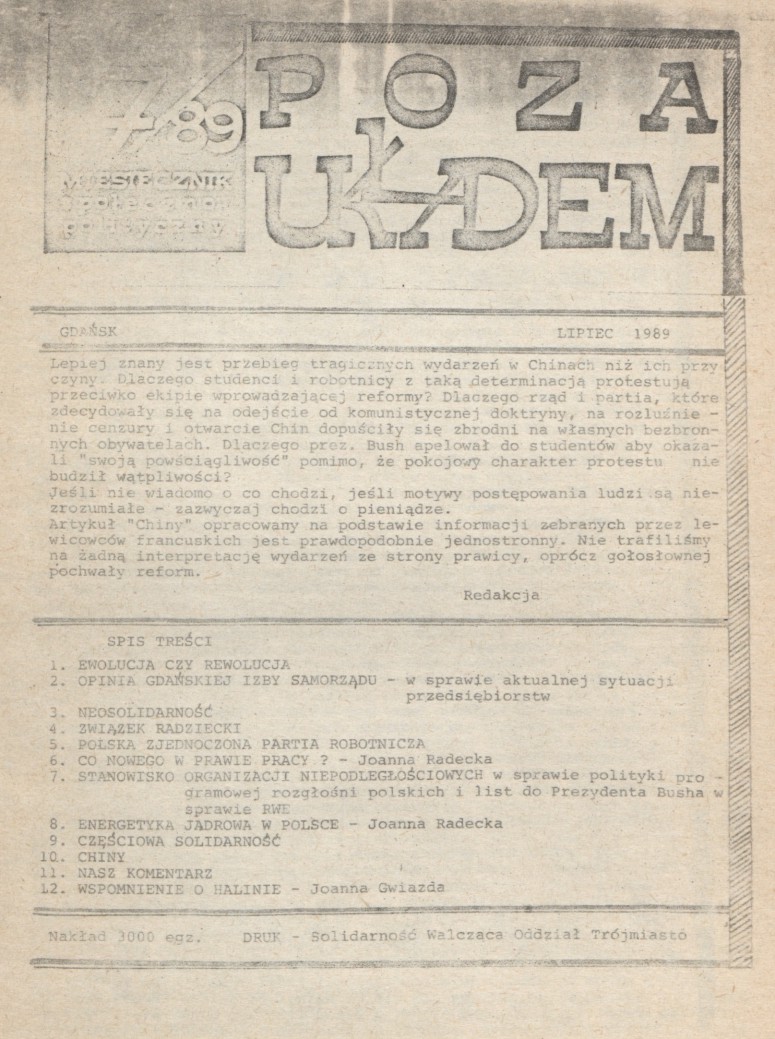 7/89
MIESIĘCZNIK
społeczno
polityczny
POZA
UKŁADEM
GDAŃSK LIPIEC 1989
Lepiej znany jest przebieg tragicznych wydarzeń w Chinach niż ich przy
czyny. Dlaczego studenci i robotnicy z taką determinacją protestują
przeciwko ekipie wprowadzającej reformy? Dlaczego rząd i partia, które
zdecydowały się na odejście od komunistycznej doktryny, na rozluźnie -
nie cenzury i otwarcie Chin dopuściły się zbrodni na własnych bezbron-
nych obywatelach. Dlaczego prez. Bush apelował do studentów aby okaza-
li "swoją powściągliwość" pomimo, że pokojowy charakter protestu nie
budził wątpliwości?
Jeśli nie wiadomo o co chodzi, jeśli motywy postępowania ludzi są nie-
zrozumiałe - zazwyczaj chodzi o pieniądze.
Artykuł "Chiny" opracowany na podstawie informacji zebranych przez le-
wicowców francuskich jest prawdopodobnie jednostronny. Nie trafiliśmy
na żadną interpretację wydarzeń ze strony prawicy, oprócz gołosłownej
pochwały reform.
Redakcja
SPIS TREŚCI
1. EWOLUCJA CZY REWOLUCJA
2. OPINIA GDAŃSKIEJ IZBY SAMORZĄDU - w sprawie aktualnej sytuacji
przedsiębiorstw
3. NEOSOLIDARNOŚĆ
4. ZWIĄZEK RADZIECKI
5. POLSKA ZJEDNOCZONA PARTIA ROBOTNICZA
6. CO NOWEGO W PRAWIE PRACY ? - Joanna Radecka
7. STANOWISKO ORGANIZACJI NIEPODLEGŁOŚCIOWYCH w sprawie polityki pro -
gramowej rozgłośni polskich i list do Prezydenta Busha w
sprawie RWE
8. ENERGETYKA JADROWA W POLSCE - Joanna Radecka
9. CZĘŚCIOWA SOLIDARNOŚĆ
10. CHINY
11. NASZ KOMENTARZ
12. WSPOMNIENIE O HALINIE - Joanna Gwiazda
Nakład 3000 egz. DRUK - Solidarność Walcząca Oddział Trójmiasto